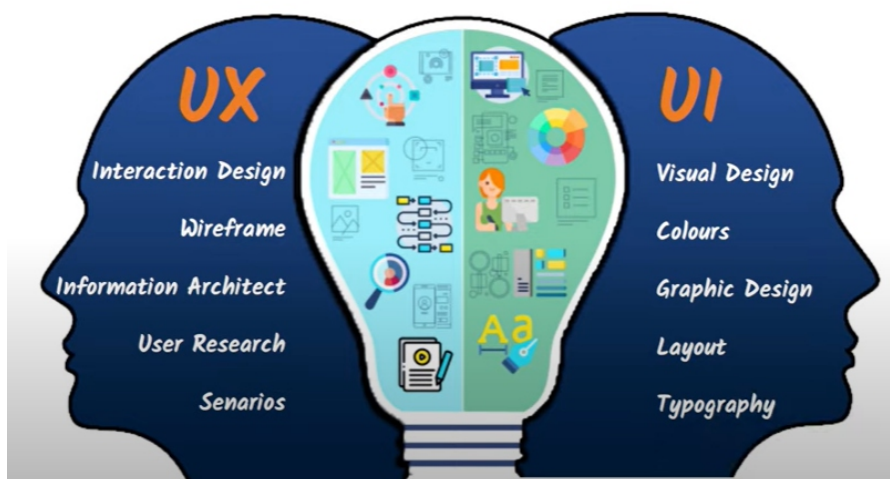 UX
Interaction Design
Wireframe
Information Architect
User Research
Senarios
Aa
UI
Visual Design
Colours
Graphic Design
Layout
Typography